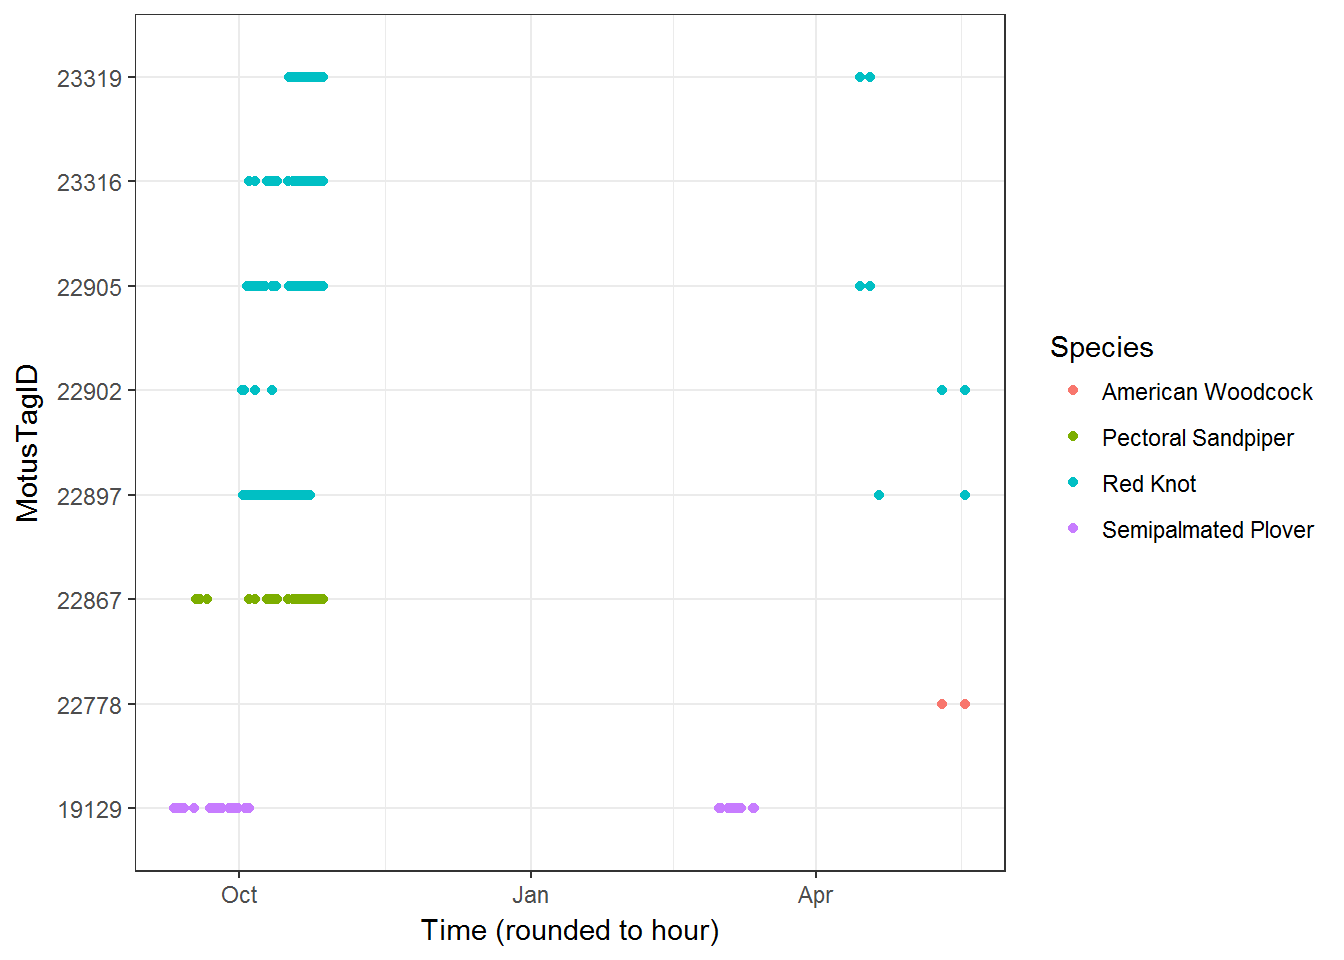 23319
23316
22905
22902
22897
22867
22778
19129
MotusTagID
Oct
Jan
Apr
Time (rounded to hour)
Species
American Woodcock
Pectoral Sandpiper
Red Knot
Semipalmated Plover